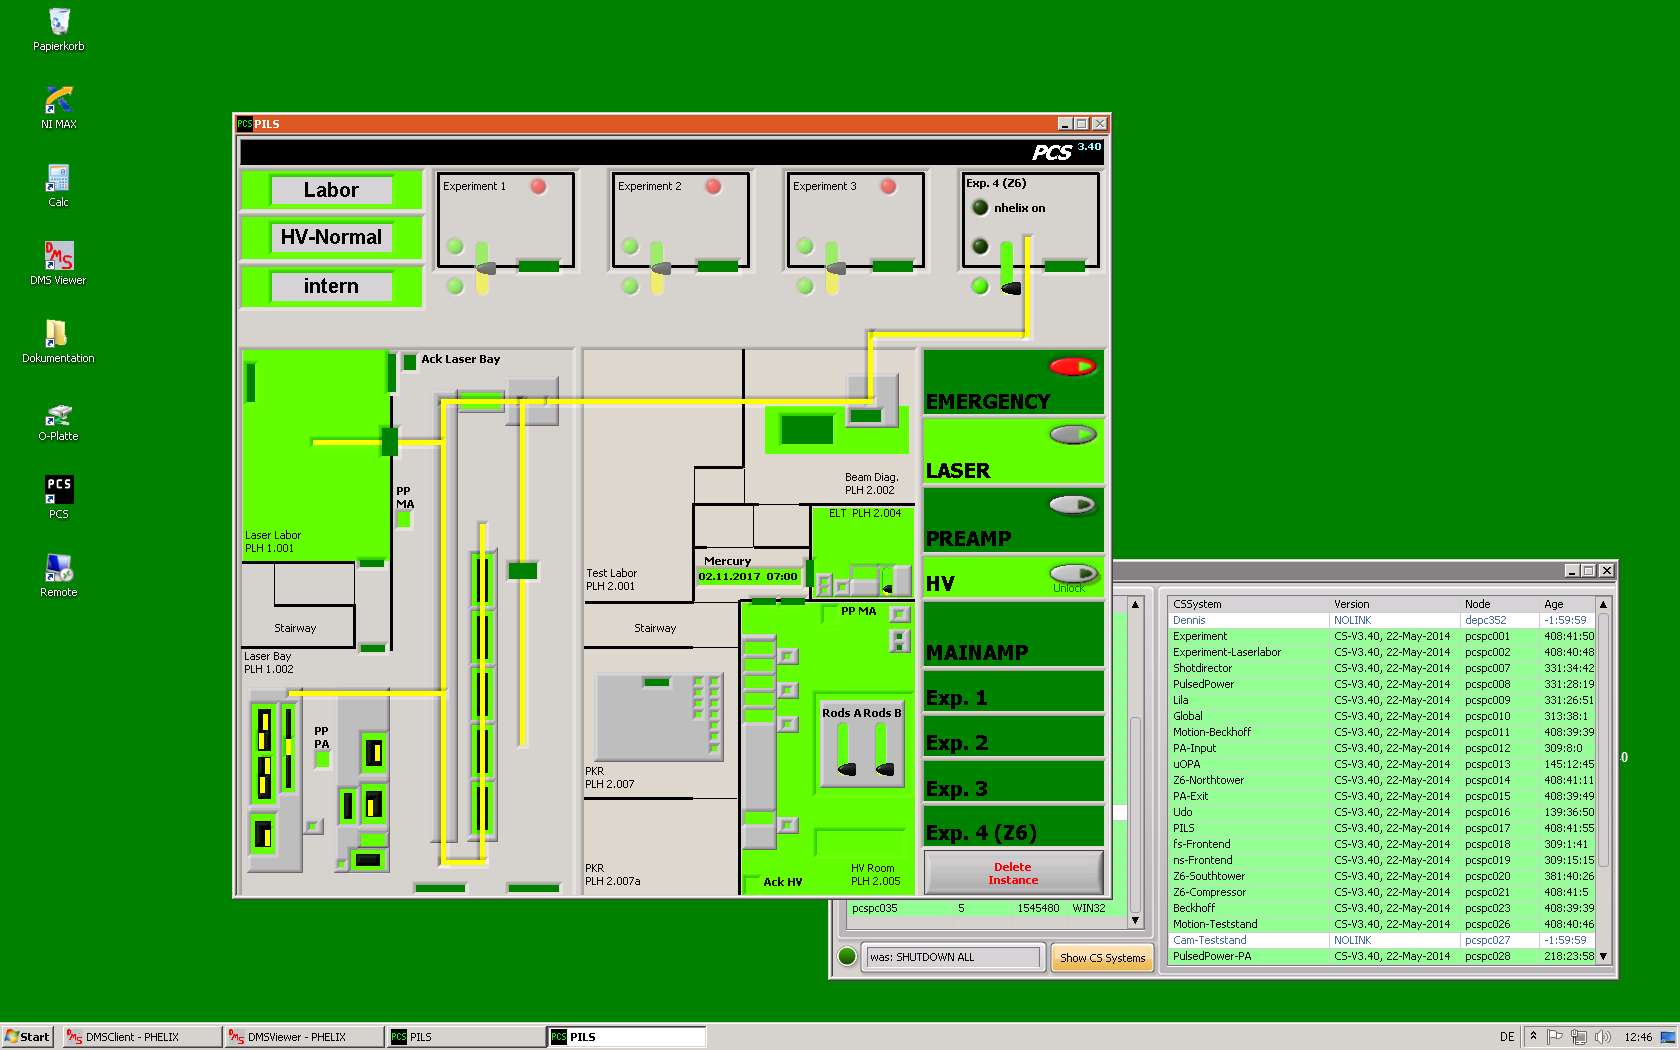 Papierkorb
NI MAX
Calc
DMS Viewer
Dokumentation
O-Platte
PCS
PCS
Remote
PCS PILS
PCS 3.40
Labor
HV-Normal
intern
Experiment 1
Experiment 2
Experiment 3
Exp. 4 (Z6)
nhelix on
Ack Laser Bay
PP
MA
Laser Labor
PLH 1.001
Stairway
Laser Bay
PLH 1.002
PP
PA
Beam Diag.
PLH 2.002
ELT PLH 2.004
Mercury
02.11.2017 07:00
Test Labor
PLH 2.001
Stairway
PP MA
Rods A Rods B
PKR
PLH 2.007
PKR
PLH 2.007a
HV Room
PLH 2.005
Ack HV
EMERGENCY
LASER
PREAMP
HV
Unlock
MAINAMP
Exp. 1
Exp. 2
Exp. 3
Exp. 4 (Z6)
Delete
Instance
CSSystem Version Node Age
Dennis NOLINK depc352 -1:59:59
Experiment CS-V3.40, 22-May-2014 pcspc001 408:41:50
Experiment-Laserlabor CS-V3.40, 22-May-2014 pcspc002 408:40:48
Shotdirector CS-V3.40, 22-May-2014 pcspc007 331:34:42
PulsedPower CS-V3.40, 22-May-2014 pcspc008 331:28:19
Lila CS-V3.40, 22-May-2014 pcspc009 331:26:51
Global CS-V3.40, 22-May-2014 pcspc010 313:38:1
Motion-Beckhoff CS-V3.40, 22-May-2014 pcspc011 408:39:39
PA-Input CS-V3.40, 22-May-2014 pcspc012 309:8:0
uOPA CS-V3.40, 22-May-2014 pcspc013 145:12:45
Z6-Northtower CS-V3.40, 22-May-2014 pcspc014 408:41:11
PA-Exit CS-V3.40, 22-May-2014 pcspc015 408:39:49
Udo CS-V3.40, 22-May-2014 pcspc016 139:36:50
PILS CS-V3.40, 22-May-2014 pcspc017 408:41:55
fs-Frontend CS-V3.40, 22-May-2014 pcspc018 309:1:41
ns-Frontend CS-V3.40, 22-May-2014 pcspc019 309:15:15
Z6-Southtower CS-V3.40, 22-May-2014 pcspc020 381:40:26
Z6-Compressor CS-V3.40, 22-May-2014 pcspc021 408:41:5
Beckhoff CS-V3.40, 22-May-2014 pcspc023 408:39:39
Motion-Teststand CS-V3.40, 22-May-2014 pcspc026 408:40:46
Cam-Teststand NOLINK pcspc027 -1:59:59
PulsedPower-PA CS-V3.40, 22-May-2014 pcspc028 218:23:58
pcspc035 5 1545480 WIN32
was: SHUTDOWN ALL
Show CS Systems
Start
DMSClient - PHELIX
DMSViewer - PHELIX
PCS PILS
PCS PILS
DE
12:46